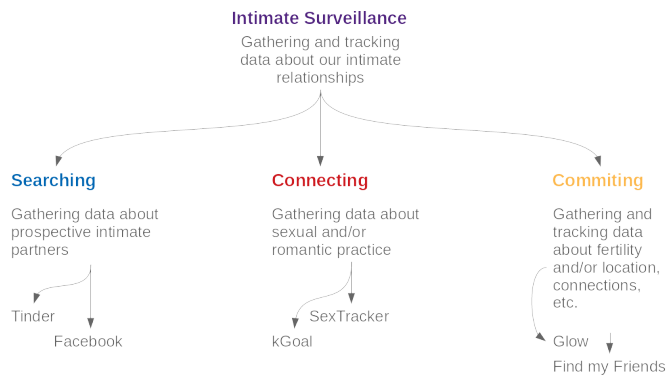 Intimate Surveillance
Gathering and tracking
data about our intimate
relationships
Searching
Gathering data about
prospective intimate
partners
Tinder
Facebook
Connecting
Gathering data about
sexual and/or
romantic practice
SexTracker
kGoal
Commiting
Gathering and
tracking data
about fertility
and/or location,
connections,
etc.
Glow
Find my Friends